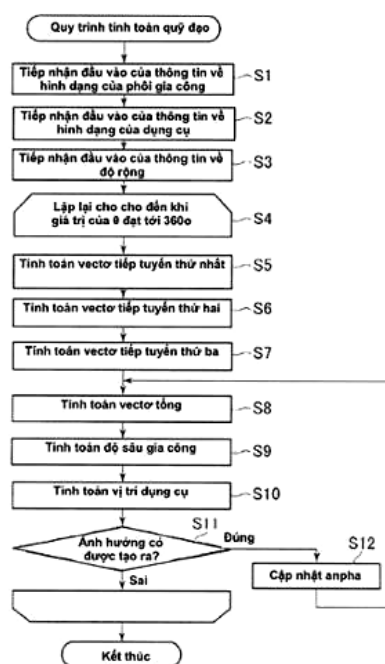 Quy trình tính toán quỹ đạo
Tiếp nhận đầu vào của thông tin về
hình dạng của phôi gia công
S1
Tiếp nhận đầu vào của thông tin về
hình dạng của dụng cụ
S2
Tiếp nhận đầu vào của thông tin về
độ rộng
S3
Lặp lại cho cho đến khi
giá trị của θ đạt tới 360o
S4
Tính toán vectơ tiếp tuyến thứ nhất
S5
Tính toán vectơ tiếp tuyến thứ hai
S6
Tính toán vectơ tiếp tuyến thứ ba
S7
Tính toán vectơ tổng
S8
Tính toán độ sâu gia công
S9
Tính toán vị trí dụng cụ
S10
S11
Ảnh hưởng có
được tạo ra?
Đúng
S12
Cập nhật anpha
Sai
Kết thúc